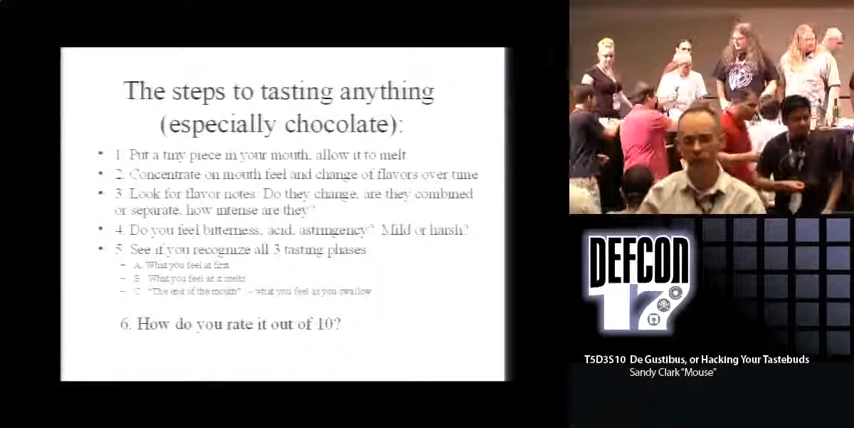 The steps to tasting anything
(especially chocolate):
• 1. Put a tiny piece in your mouth, allow it to melt
• 2. Concentrate on mouth feel and change of flavors over time
• 3. Look for flavor notes. Do they change, are they combined
or separate, how intense are they?
• 4. Do you feel bitterness, acid, astringency? Mild or harsh?
• 5. See if you recognize all 3 tasting phases
– A. What you feel at first
– B. What you feel as it melts
– C. "The end of the mouth" – what you feel as you swallow
6. How do you rate it out of 10?
DEFCON
17
T5D3S10 De Gustibus, or Hacking Your Tastebuds
Sandy Clark "Mouse"